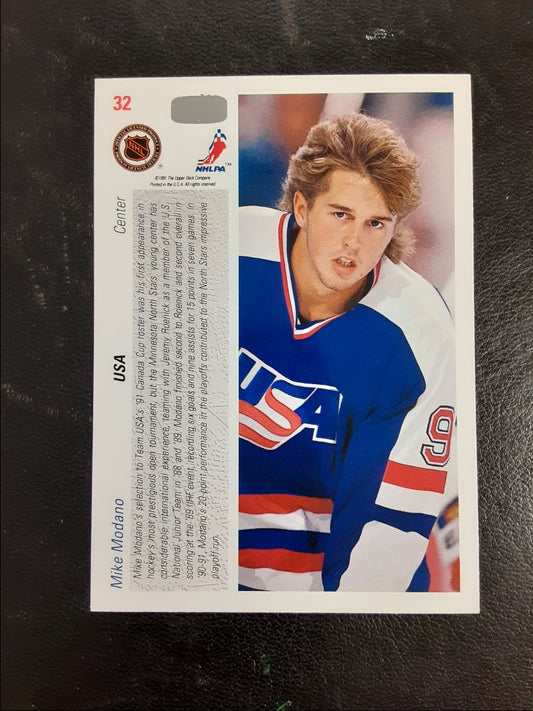 32
NHLPA
TM
®
©1991 The Upper Deck Company
Printed in the U.S.A. All rights reserved
Mike Modano USA Center
Mike Modano's selection to Team USA's '91 Canada Cup roster was his first appearance in
hockey's most prestigious open tournament, but the Minnesota North Stars' young center has
considerable international experience, teaming with Jeremy Roenick as a member of the U.S.
National Junior Team in '88 and '89. Modano finished second to Roenick and second overall in
scoring at the '89 IIHF event, recording six goals and nine assists for 15 points in seven games. In
'90-91, Modano's 20-point performance in the playoffs contributed to the North Stars impressive
playoff run.
USA
9